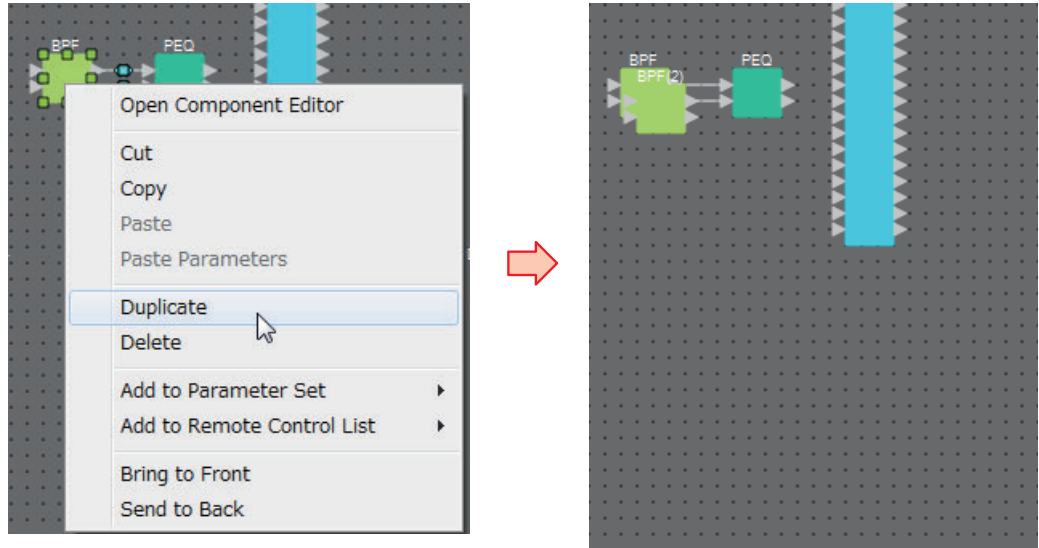 BPF PEQ
Open Component Editor
Cut
Copy
Paste
Paste Parameters
Duplicate
Delete
Add to Parameter Set
Add to Remote Control List
Bring to Front
Send to Back
BPF PEQ
BPF(2)